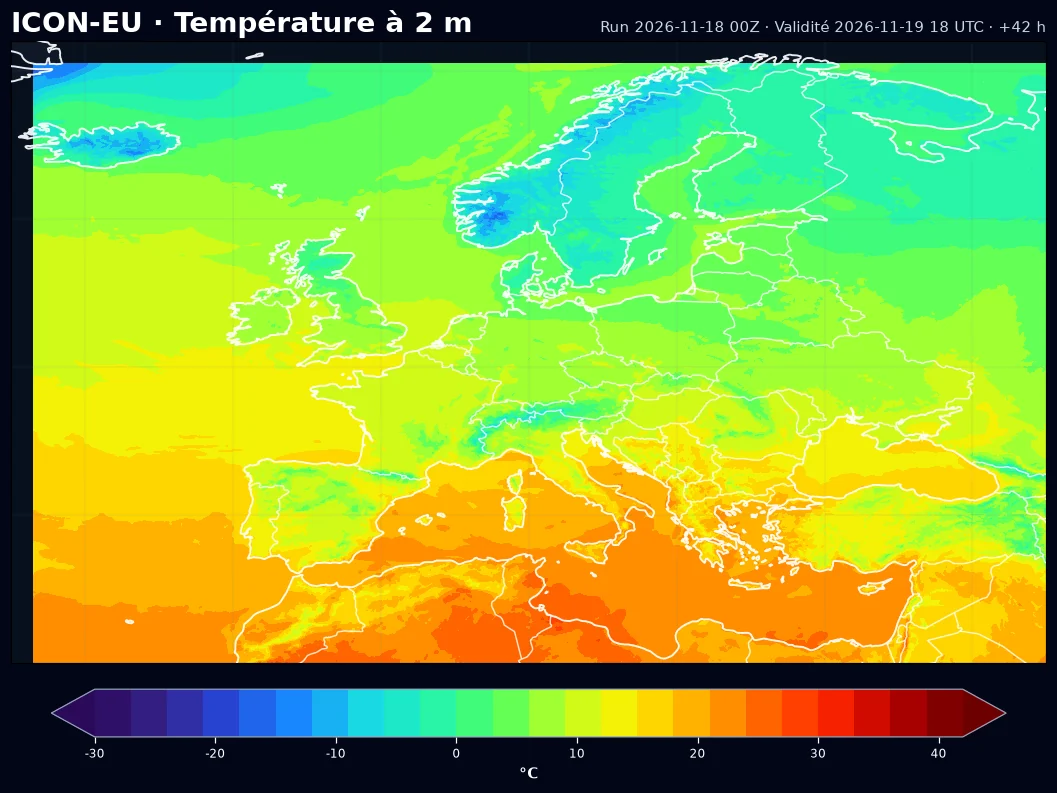 ICON-EU · Température à 2 m
Run 2026-11-18 00Z · Validité 2026-11-19 18 UTC · +42 h
-30 -20 -10 0 10 20 30 40
°C